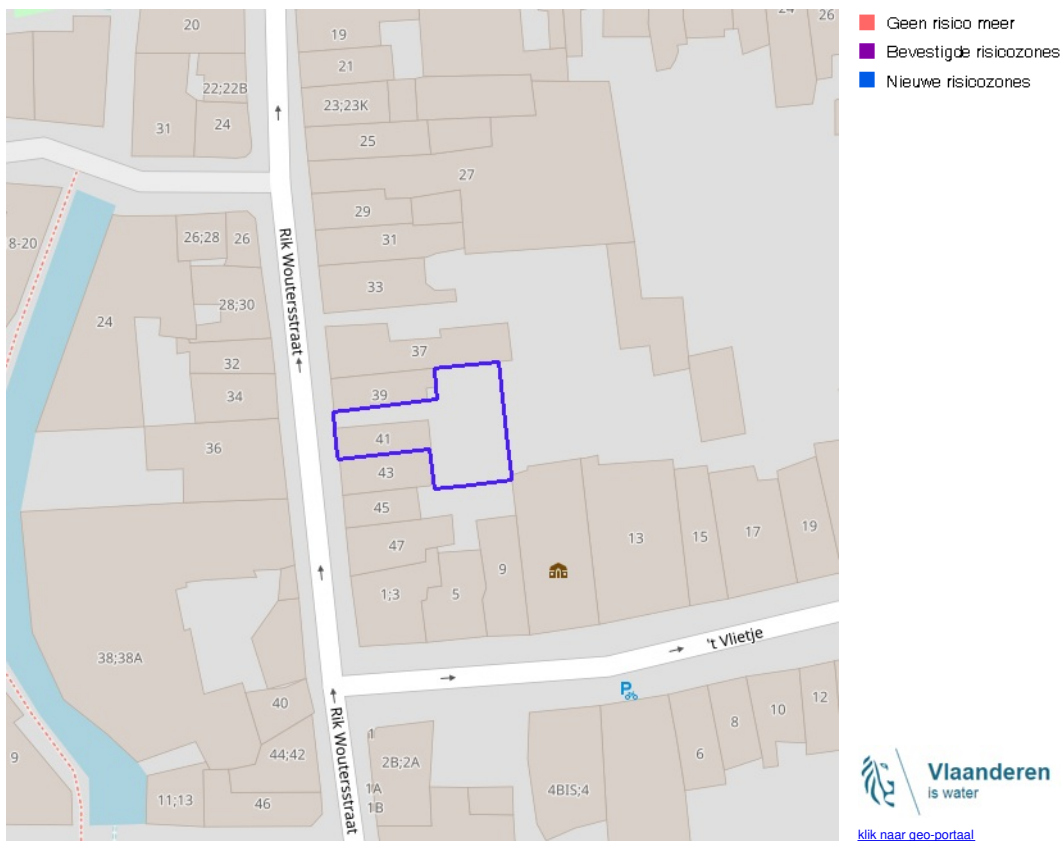 Geen risico meer
Bevestigde risicozones
Nieuwe risicozones
20
19
24
26
21
22;22B
23;23K
31
24
25
27
29
8-20
26;28
26
31
Rik Woutersstraat
33
28;30
24
37
32
39
34
41
36
43
45
47
13
15
17
19
9
1;3
5
't Vlietje
38;38A
P
40
12
10
8
6
Rik Woutersstraat
1
9
44;42
2B;2A
1A
4BIS;4
11;13
46
1B
Vlaanderen
is water
klik naar geo-portaal